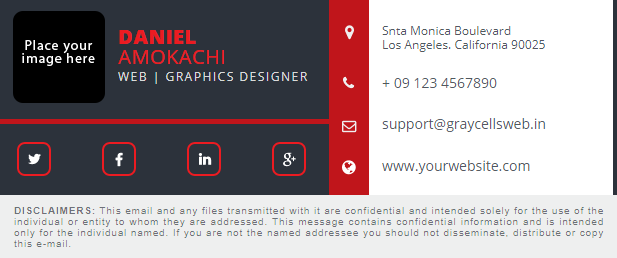 Place your
image here
DANIEL
AMOKACHI
WEB | GRAPHICS DESIGNER
Snta Monica Boulevard
Los Angeles. California 90025
+ 09 123 4567890
support@graycellsweb.in
www.yourwebsite.com
DISCLAIMERS: This email and any files transmitted with it are confidential and intended solely for the use of the
individual or entity to whom they are addressed. This message contains confidential information and is intended
only for the individual named. If you are not the named addressee you should not disseminate, distribute or copy
this e-mail.